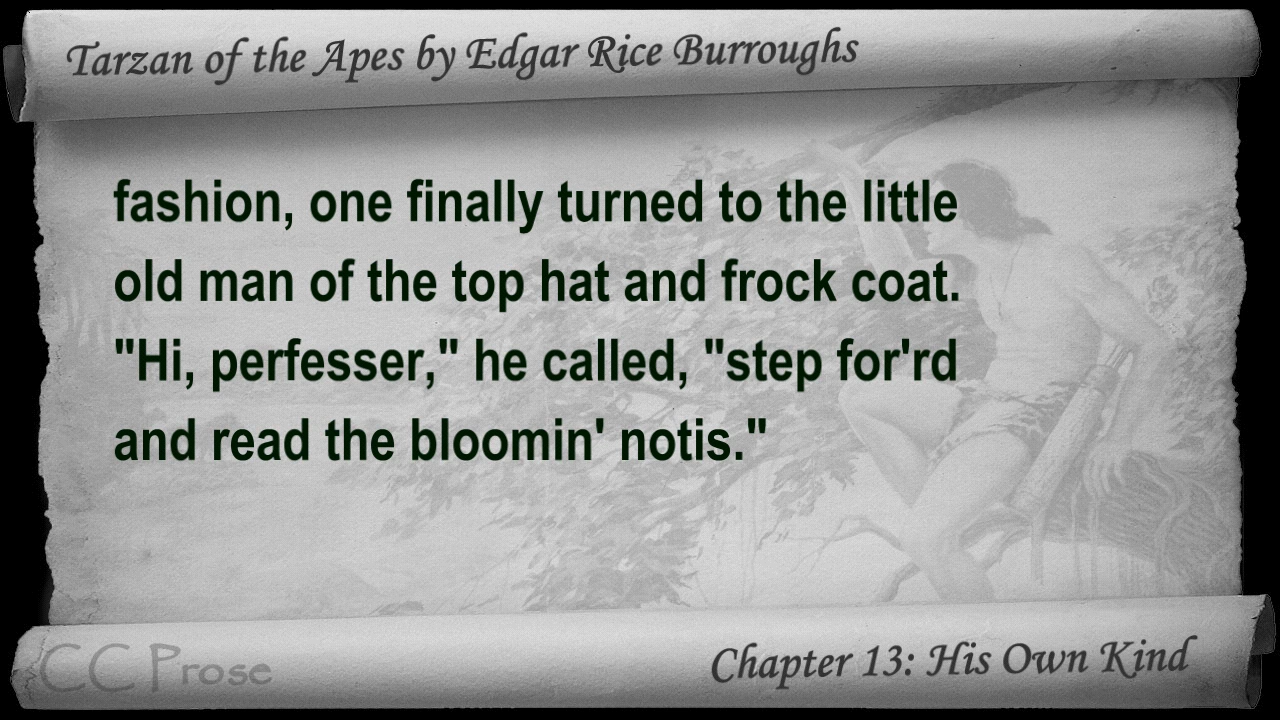 Tarzan of the Apes by Edgar Rice Burroughs
fashion, one finally turned to the little
old man of the top hat and frock coat.
"Hi, perfesser," he called, "step for'rd
and read the bloomin' notis."
CC Prose
Chapter 13: His Own Kind